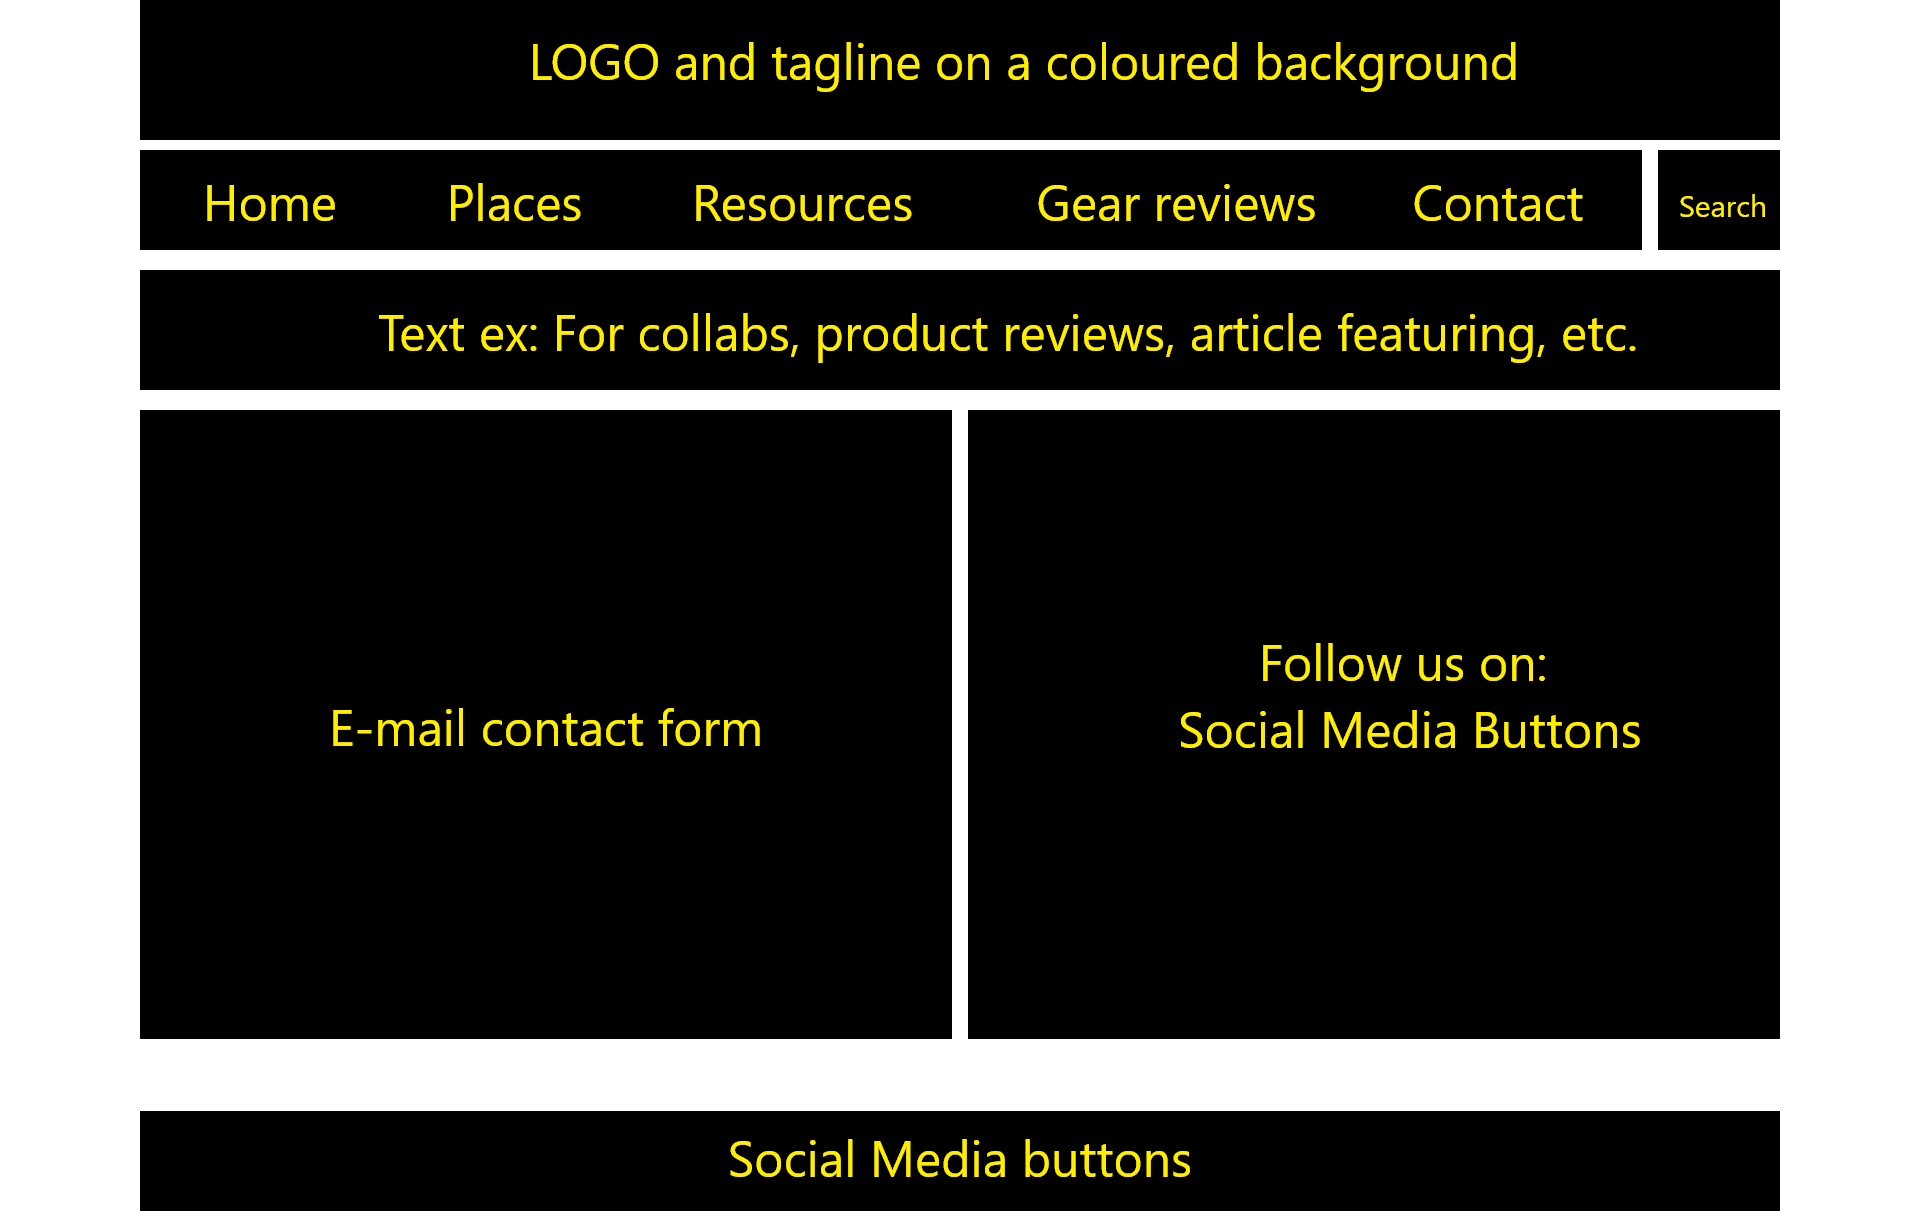 LOGO and tagline on a coloured background
Home Places Resources Gear reviews Contact Search
Text ex: For collabs, product reviews, article featuring, etc.
E-mail contact form
Follow us on:
Social Media Buttons
Social Media buttons